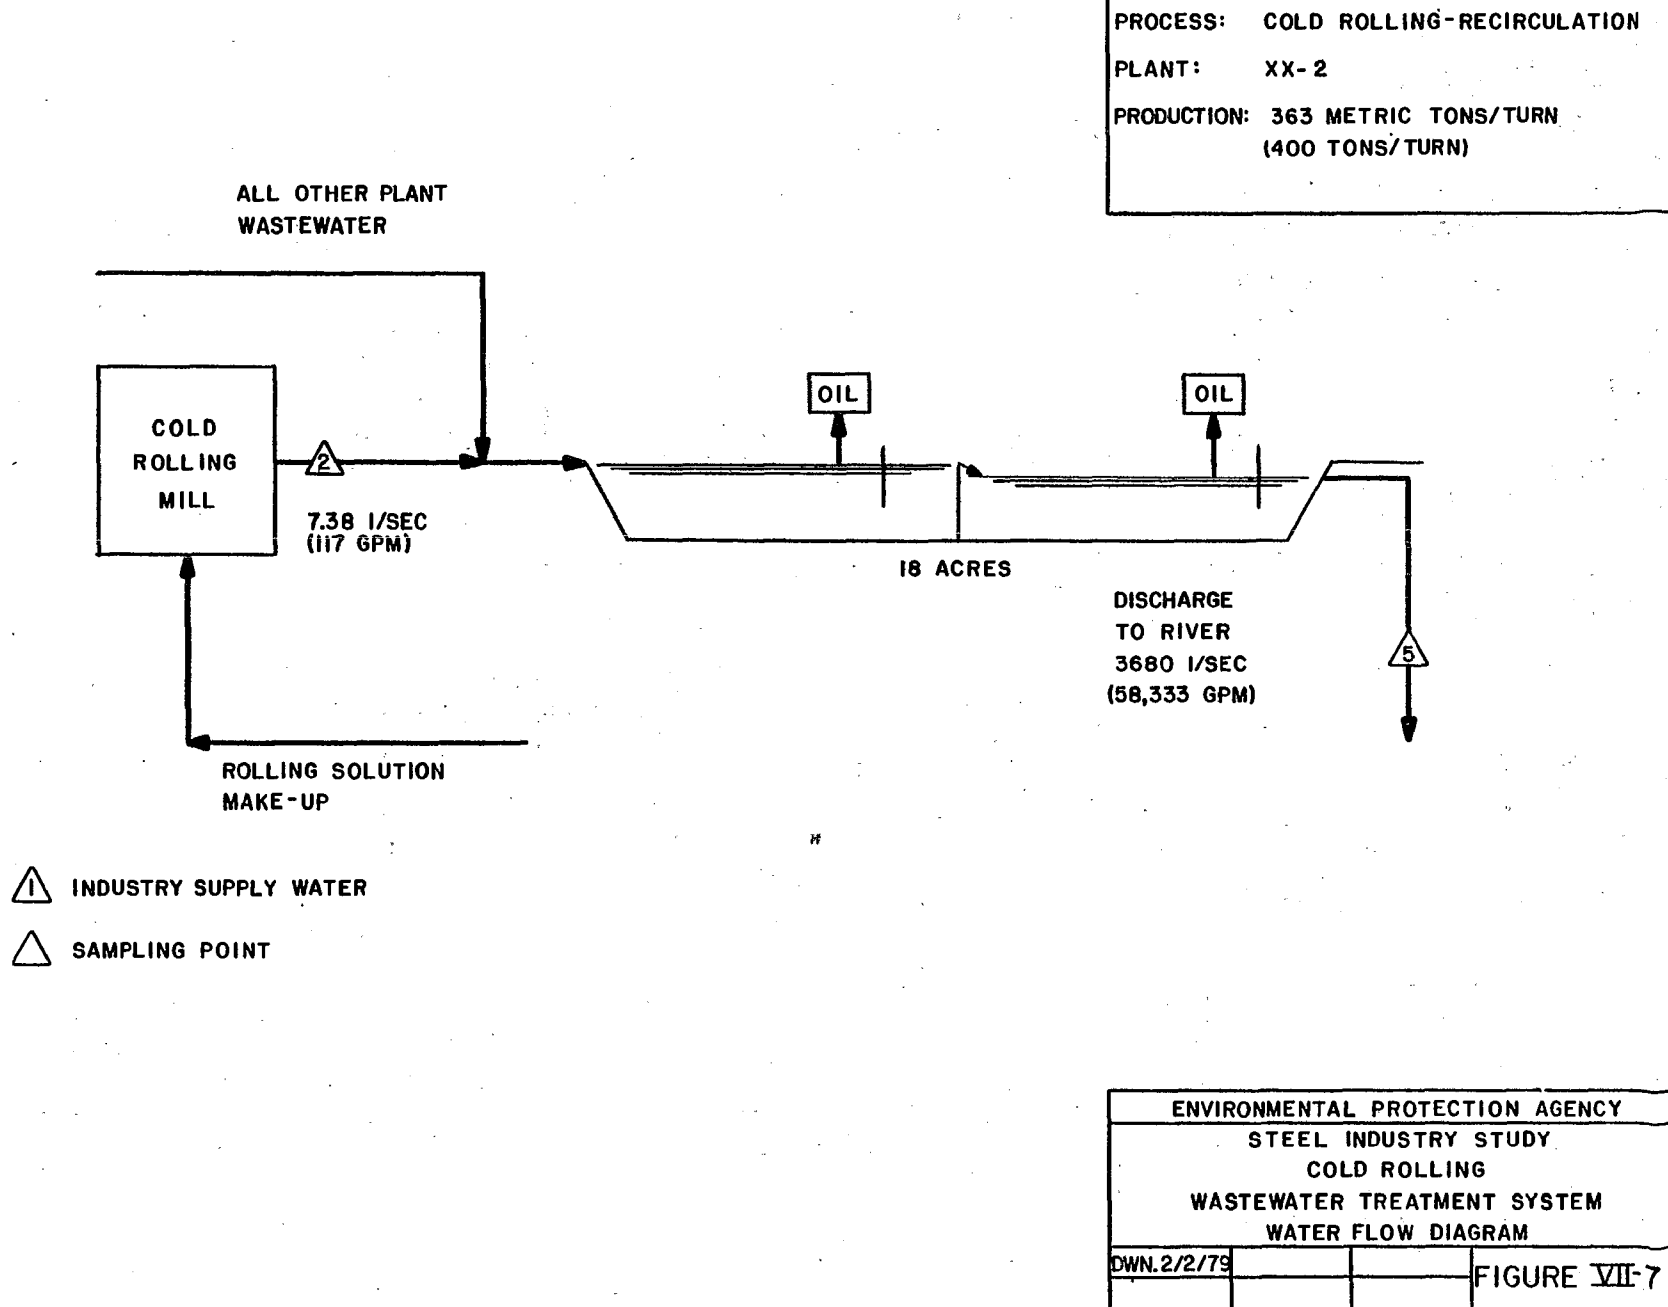 PROCESS: COLD ROLLING-RECIRCULATION
PLANT: XX-2
PRODUCTION: 363 METRIC TONS/TURN
(400 TONS/TURN)
ALL OTHER PLANT
WASTEWATER
OIL
OIL
COLD
ROLLING
MILL
2
7.38 l/SEC
(117 GPM)
18 ACRES
DISCHARGE
TO RIVER
3680 l/SEC
(58,333 GPM)
5
ROLLING SOLUTION
MAKE-UP
1 INDUSTRY SUPPLY WATER
SAMPLING POINT
ENVIRONMENTAL PROTECTION AGENCY
STEEL INDUSTRY STUDY
COLD ROLLING
WASTEWATER TREATMENT SYSTEM
WATER FLOW DIAGRAM
DWN.2/2/79
FIGURE VII-7